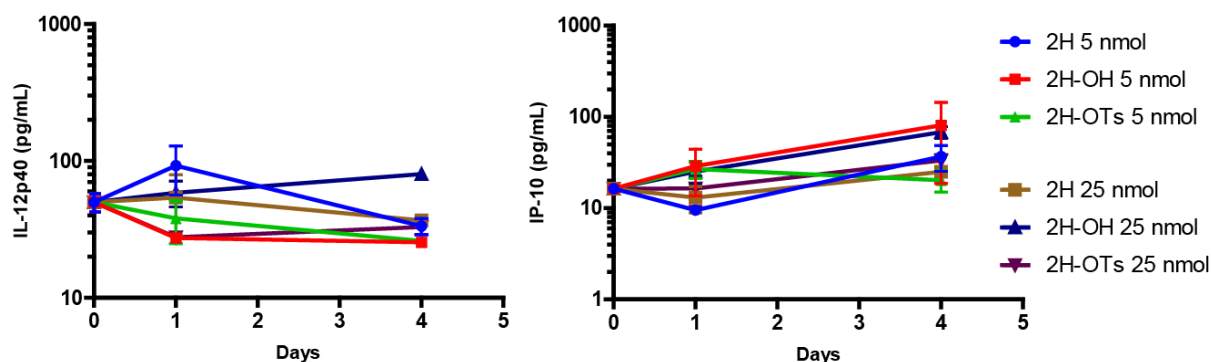 IL-12p40 (pg/mL)
1000
100
10
0 1 2 3 4 5
Days
IP-10 (pg/mL)
1000
100
10
1
0 1 2 3 4 5
Days
2H 5 nmol
2H-OH 5 nmol
2H-OTs 5 nmol
2H 25 nmol
2H-OH 25 nmol
2H-OTs 25 nmol